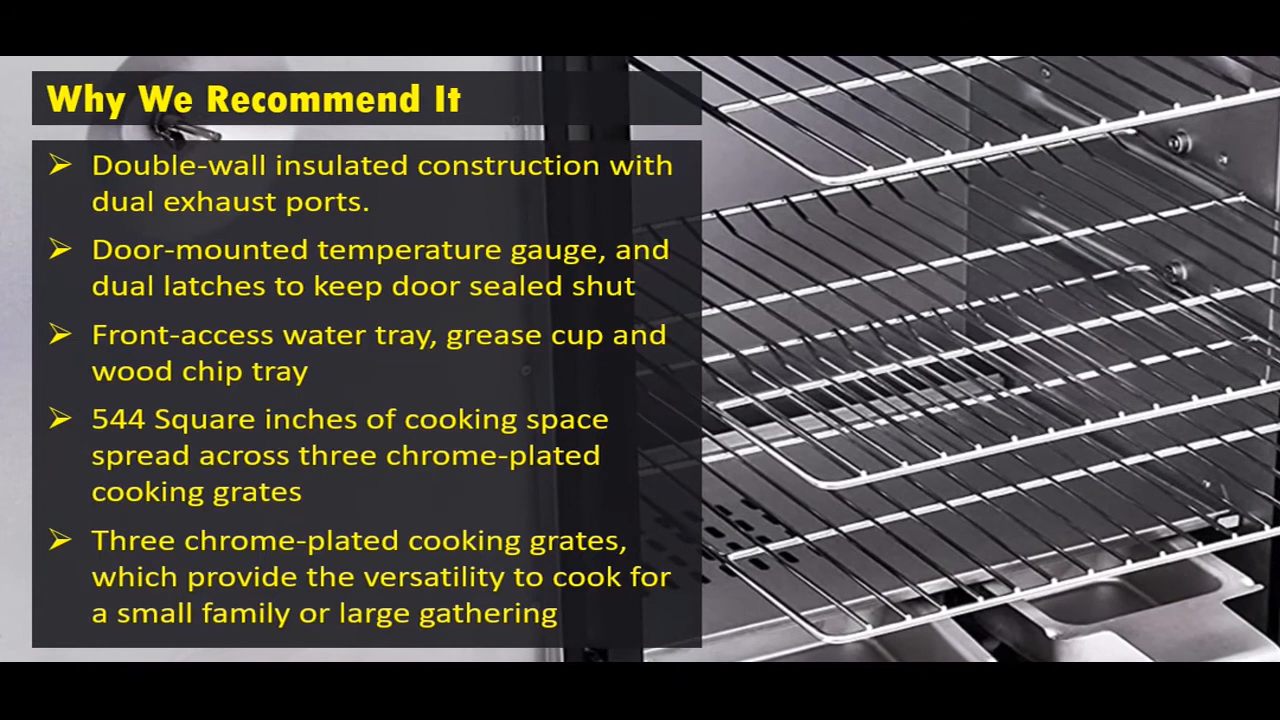 Why We Recommend It
Double-wall insulated construction with
dual exhaust ports.
Door-mounted temperature gauge, and
dual latches to keep door sealed shut
Front-access water tray, grease cup and
wood chip tray
544 Square inches of cooking space
spread across three chrome-plated
cooking grates
Three chrome-plated cooking grates,
which provide the versatility to cook for
a small family or large gathering